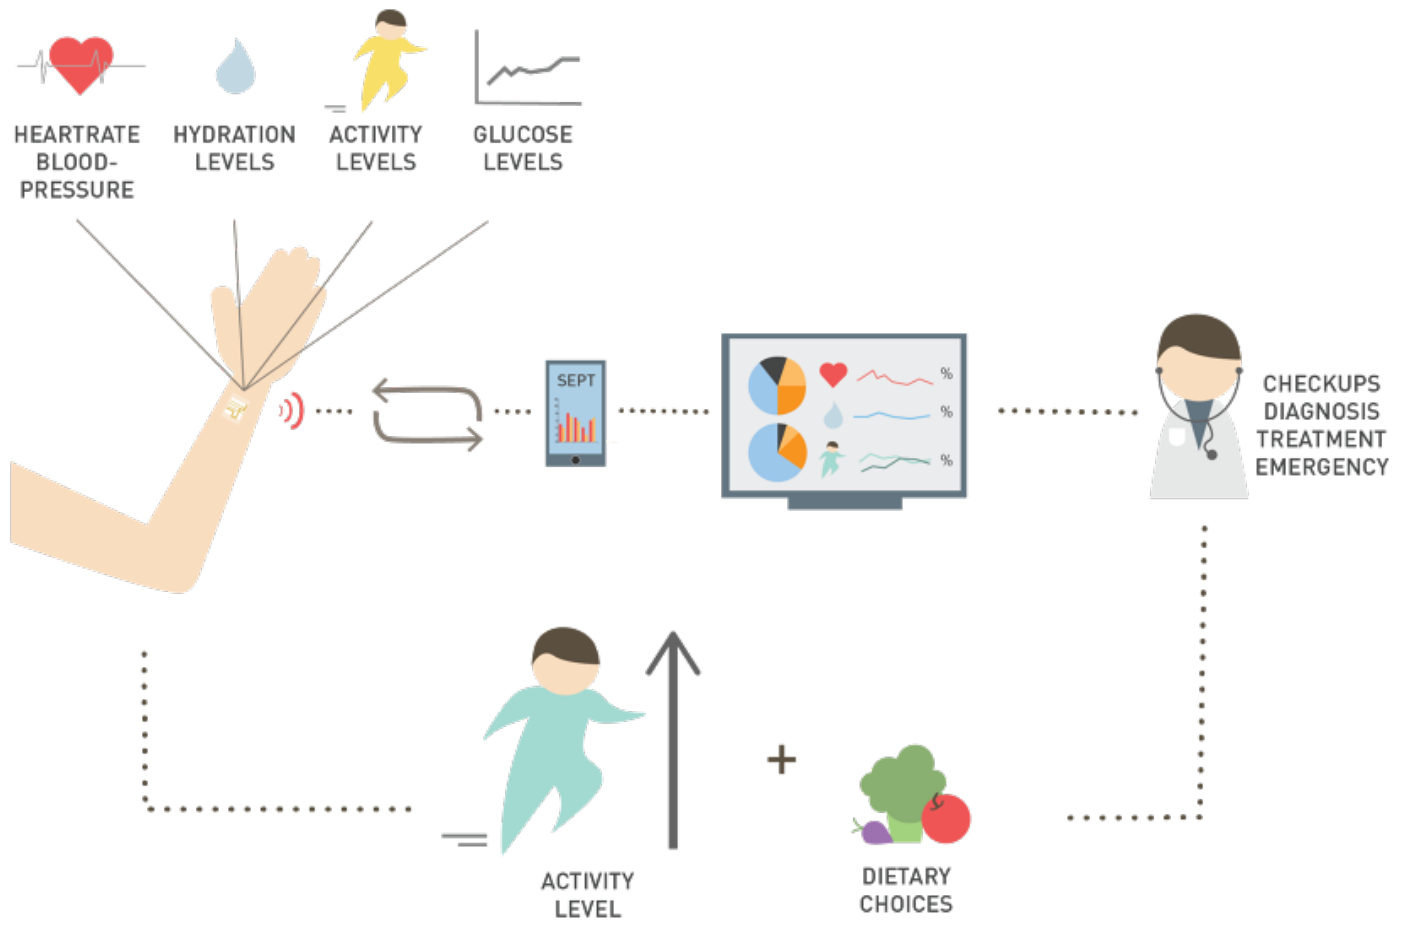 HEARTRATE
BLOOD-
PRESSURE
HYDRATION
LEVELS
ACTIVITY
LEVELS
GLUCOSE
LEVELS
SEPT
%
%
%
CHECKUPS
DIAGNOSIS
TREATMENT
EMERGENCY
+
ACTIVITY
LEVEL
DIETARY
CHOICES